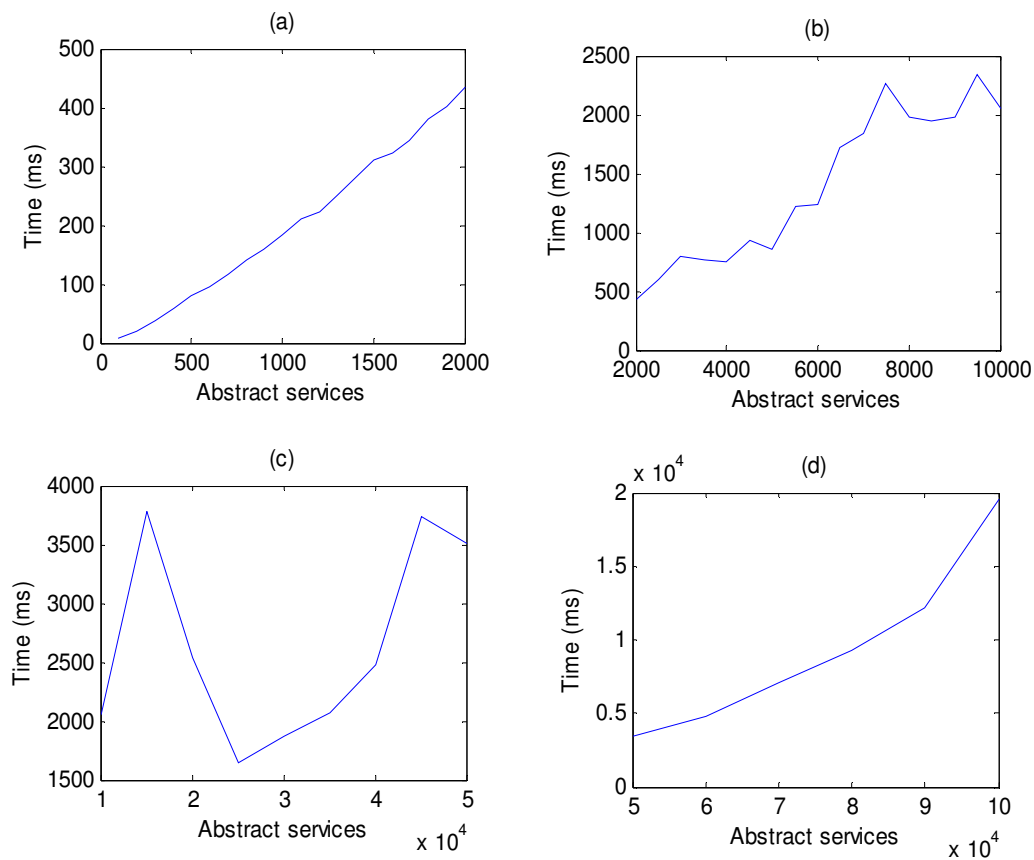 (a)
500
400
300
200
100
0
Time (ms)
0 500 1000 1500 2000
Abstract services
(b)
2500
2000
1500
1000
500
0
Time (ms)
2000 4000 6000 8000 10000
Abstract services
(c)
4000
3500
3000
2500
2000
1500
Time (ms)
1 2 3 4 5
Abstract services
x 10^4
(d)
x 10^4
2
1.5
1
0.5
0
Time (ms)
5 6 7 8 9 10
Abstract services
x 10^4